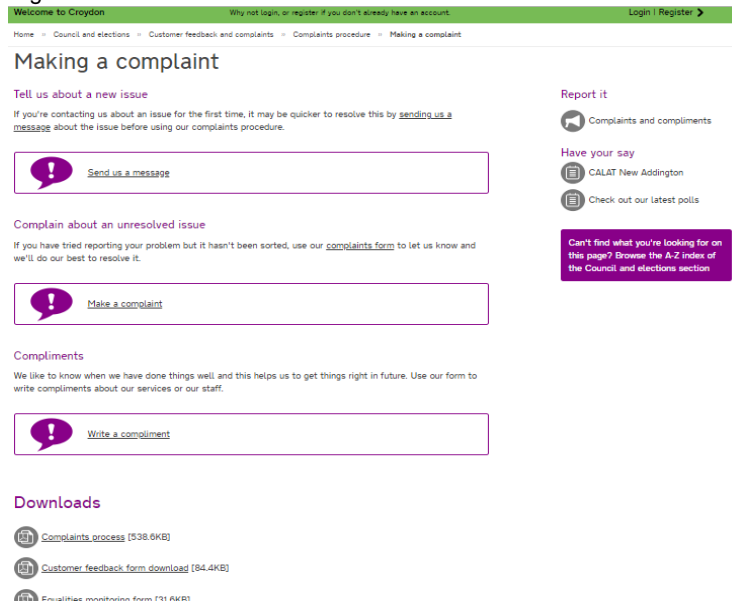 Welcome to Croydon
Why not login, or register if you don't already have an account.
Login | Register
Home » Council and elections » Customer feedback and complaints » Complaints procedure » Making a complaint
Making a complaint
Tell us about a new issue
If you're contacting us about an issue for the first time, it may be quicker to resolve this by sending us a
message about the issue before using our complaints procedure.
Send us a message
Complain about an unresolved issue
If you have tried reporting your problem but it hasn't been sorted, use our complaints form to let us know and
we'll do our best to resolve it.
Make a complaint
Compliments
We like to know when we have done things well and this helps us to get things right in future. Use our form to
write compliments about our services or our staff.
Write a compliment
Downloads
Complaints process [538.6KB]
Customer feedback form download [84.4KB]
Equalities monitoring form [31.6KB]
Report it
Complaints and compliments
Have your say
CALAT New Addington
Check out our latest polls
Can't find what you're looking for on
this page? Browse the A-Z index of
the Council and elections section